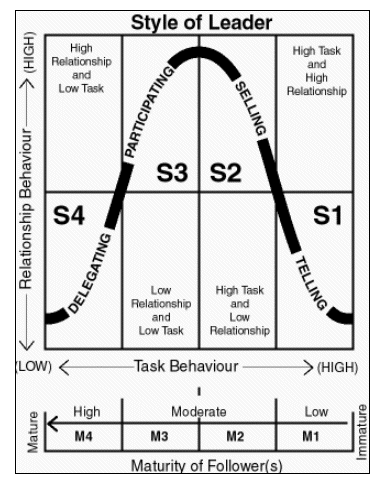 Style of Leader
(HIGH)
Relationship Behaviour
High
Relationship
and
Low Task
High Task
and
High
Relationship
PARTICIPATING
SELLING
S3
S2
S4
S1
DELEGATING
TELLING
Low
Relationship
and
Low Task
High Task
and
Low
Relationship
(LOW)
Task Behaviour
(HIGH)
Mature
High
Moderate
Low
Immature
M4
M3
M2
M1
Maturity of Follower(s)